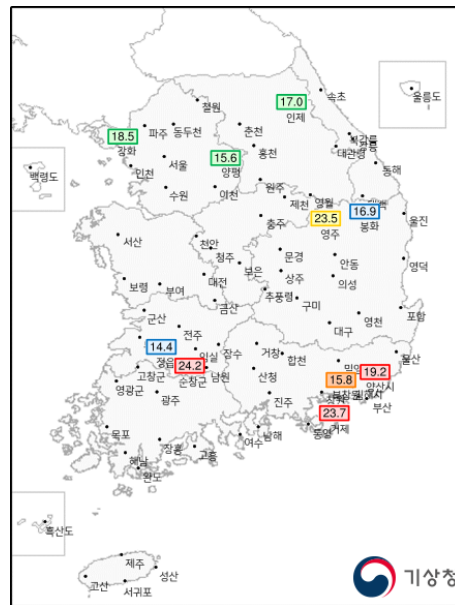 철원
속초
울릉도
17.0
인제
18.5
강화
파주
동두천
춘천
북강릉
대관령
15.6
양평
홍천
서울
인천
동해
백령도
수원
이천
원주
제천
영월
태백
16.9
봉화
23.5
영주
울진
충주
서산
천안
청주
문경
안동
영덕
보은
상주
의성
보령
부여
대전
추풍령
구미
금산
포항
군산
전주
대구
영천
14.4
정읍
임실
장수
거창
합천
울산
24.2
순창군
남원
고창군
산청
15.8
19.2
양산시
영광군
광주
진주
부산
23.7
거제
통영
목포
장흥
고흥
여수
남해
해남
완도
흑산도
제주
성산
고산
서귀포
기상청